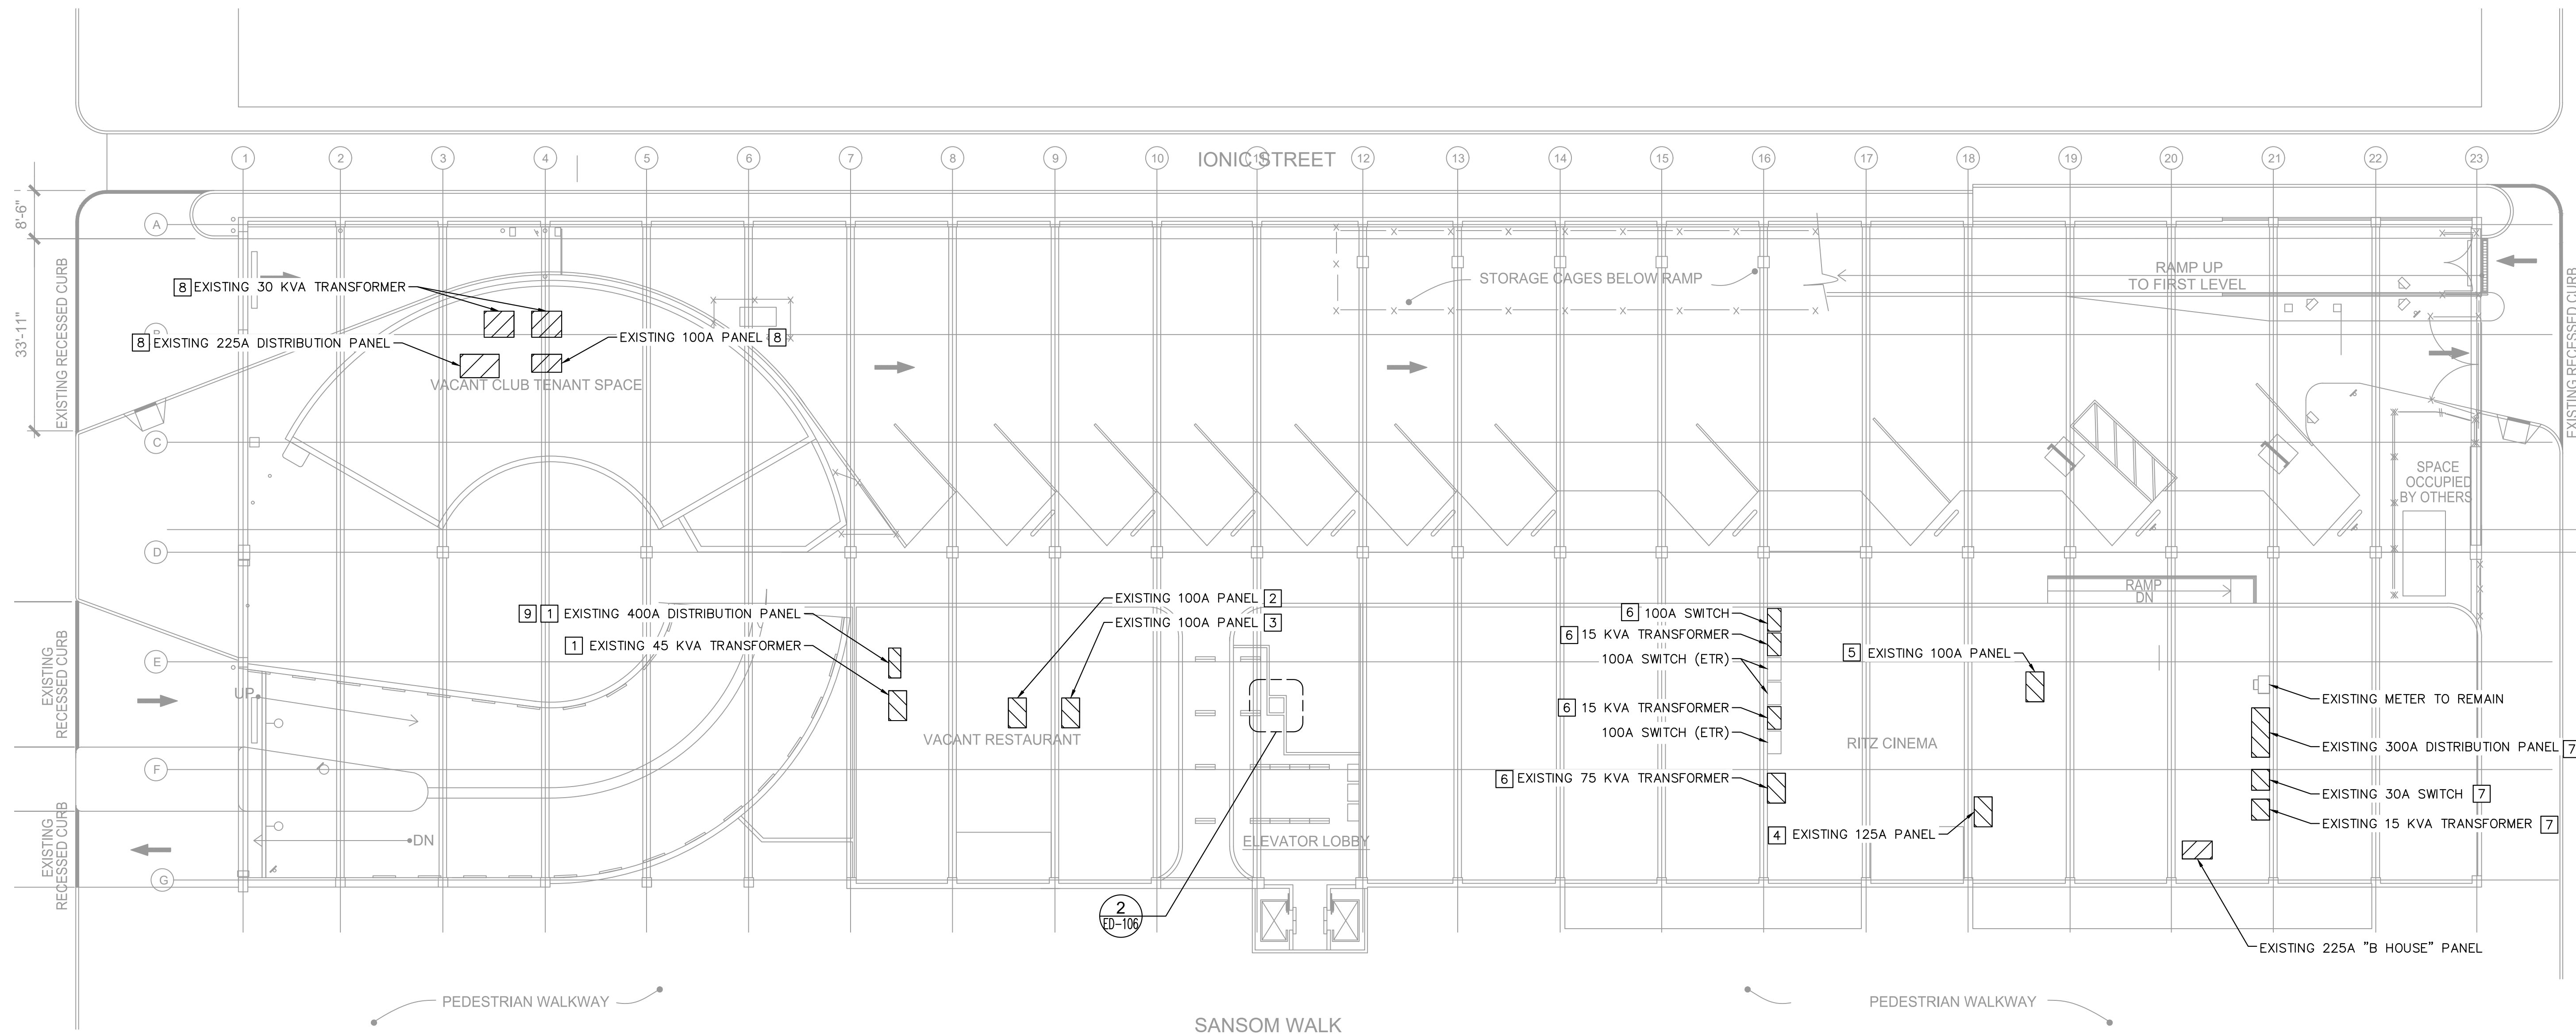 IONIC STREET
1
2
3
4
5
6
7
8
9
10
11
12
13
14
15
16
17
18
19
20
21
22
23
A
B
C
D
E
F
G
8'-6"
33'-11"
EXISTING RECESSED CURB
EXISTING
RECESSED CURB
EXISTING
RECESSED CURB
EXISTING RECESSED CURB
8 EXISTING 30 KVA TRANSFORMER
8 EXISTING 225A DISTRIBUTION PANEL
EXISTING 100A PANEL 8
VACANT CLUB TENANT SPACE
STORAGE CAGES BELOW RAMP
RAMP UP
TO FIRST LEVEL
SPACE
OCCUPIED
BY OTHERS
RAMP
DN
9 1 EXISTING 400A DISTRIBUTION PANEL
1 EXISTING 45 KVA TRANSFORMER
EXISTING 100A PANEL 2
EXISTING 100A PANEL 3
VACANT RESTAURANT
UP
DN
ELEVATOR LOBBY
2
ED-106
6 100A SWITCH
6 15 KVA TRANSFORMER
100A SWITCH (ETR)
6 15 KVA TRANSFORMER
100A SWITCH (ETR)
6 EXISTING 75 KVA TRANSFORMER
5 EXISTING 100A PANEL
RITZ CINEMA
4 EXISTING 125A PANEL
EXISTING METER TO REMAIN
EXISTING 300A DISTRIBUTION PANEL 7
EXISTING 30A SWITCH 7
EXISTING 15 KVA TRANSFORMER 7
EXISTING 225A "B HOUSE" PANEL
PEDESTRIAN WALKWAY
PEDESTRIAN WALKWAY
SANSOM WALK